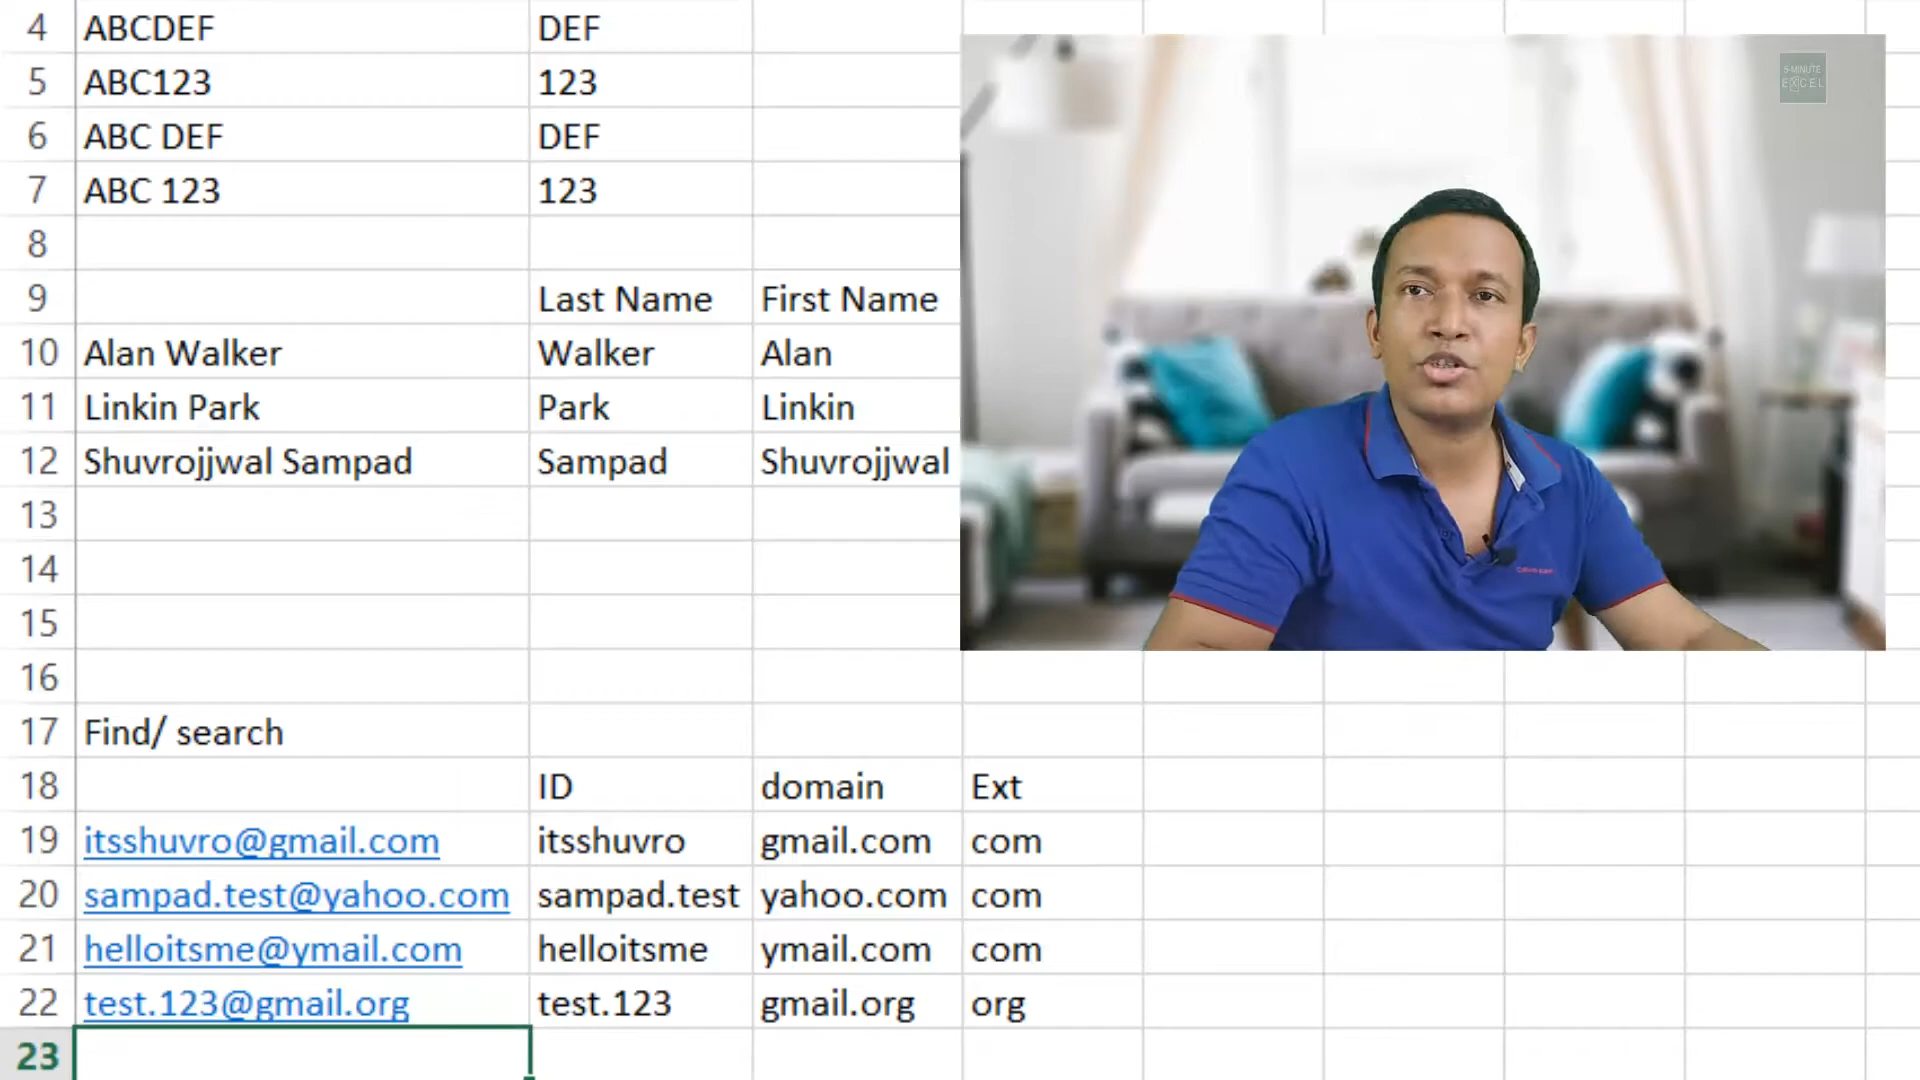 4 ABCDEF DEF
5 ABC123 123
6 ABC DEF DEF
7 ABC 123 123
8
9 Last Name First Name
10 Alan Walker Walker Alan
11 Linkin Park Park Linkin
12 Shuvrojjwal Sampad Sampad Shuvrojjwal
13
14
15
16
17 Find/ search
18 ID domain Ext
19 itsshuvro@gmail.com itsshuvro gmail.com com
20 sampad.test@yahoo.com sampad.test yahoo.com com
21 helloitsme@ymail.com helloitsme ymail.com com
22 test.123@gmail.org test.123 gmail.org org
23
5-MINUTE
EXCEL